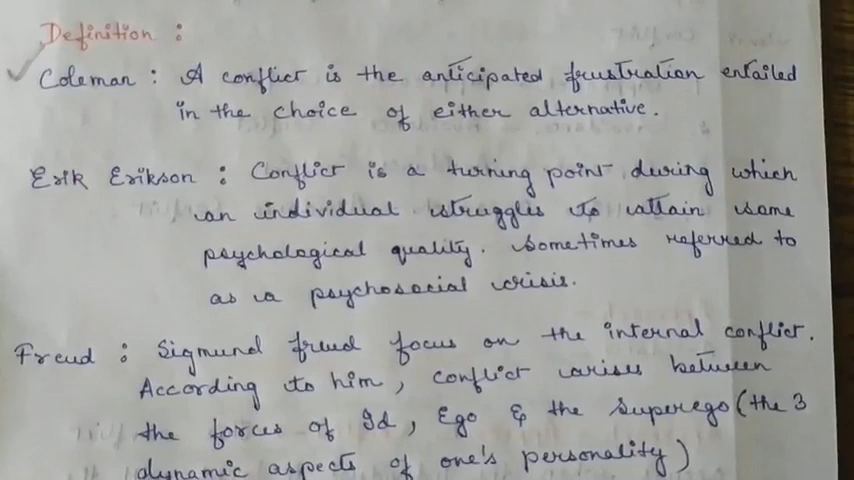 Definition :
Coleman : A conflict is the anticipated frustration entailed
in the choice of either alternative.
Erik Erikson : Conflict is a turning point during which
an individual struggles to attain some
psychological quality. Sometimes referred to
as a psychosocial crisis.
Freud : Sigmund freud focus on the internal conflict.
According to him, conflict arises between
the forces of Id, Ego & the Superego (the 3
dynamic aspects of one's personality)